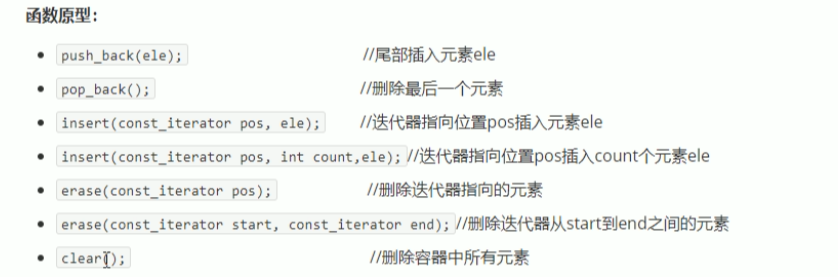 函数原型：
push_back(ele); //尾部插入元素ele
pop_back(); //删除最后一个元素
insert(const_iterator pos, ele); //迭代器指向位置pos插入元素ele
insert(const_iterator pos, int count,ele); //迭代器指向位置pos插入count个元素ele
erase(const_iterator pos); //删除迭代器指向的元素
erase(const_iterator start, const_iterator end); //删除迭代器从start到end之间的元素
clear(); //删除容器中所有元素